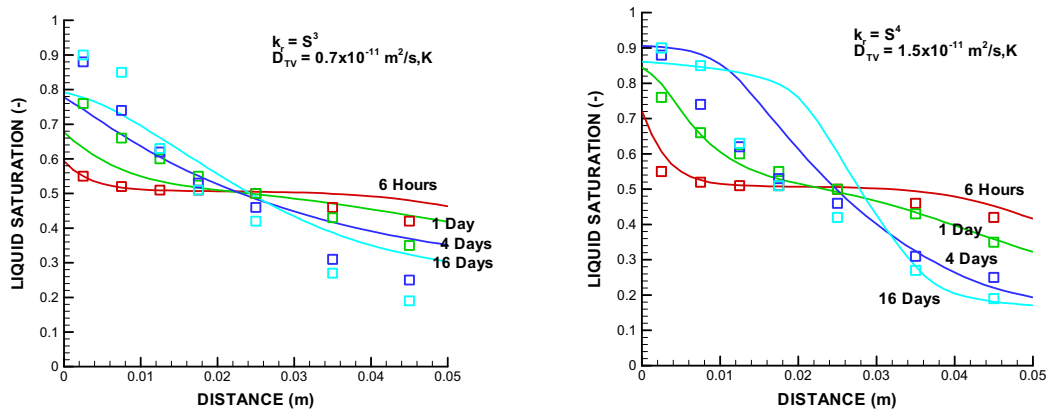 k_r = S^3
D_TV = 0.7x10^-11 m^2/s,K
LIQUID SATURATION (-)
1
0.9
0.8
0.7
0.6
0.5
0.4
0.3
0.2
0.1
0
6 Hours
1 Day
4 Days
16 Days
0
0.01
0.02
0.03
0.04
0.05
DISTANCE (m)
k_r = S^4
D_TV = 1.5x10^-11 m^2/s,K
LIQUID SATURATION (-)
1
0.9
0.8
0.7
0.6
0.5
0.4
0.3
0.2
0.1
0
6 Hours
1 Day
4 Days
16 Days
0
0.01
0.02
0.03
0.04
0.05
DISTANCE (m)